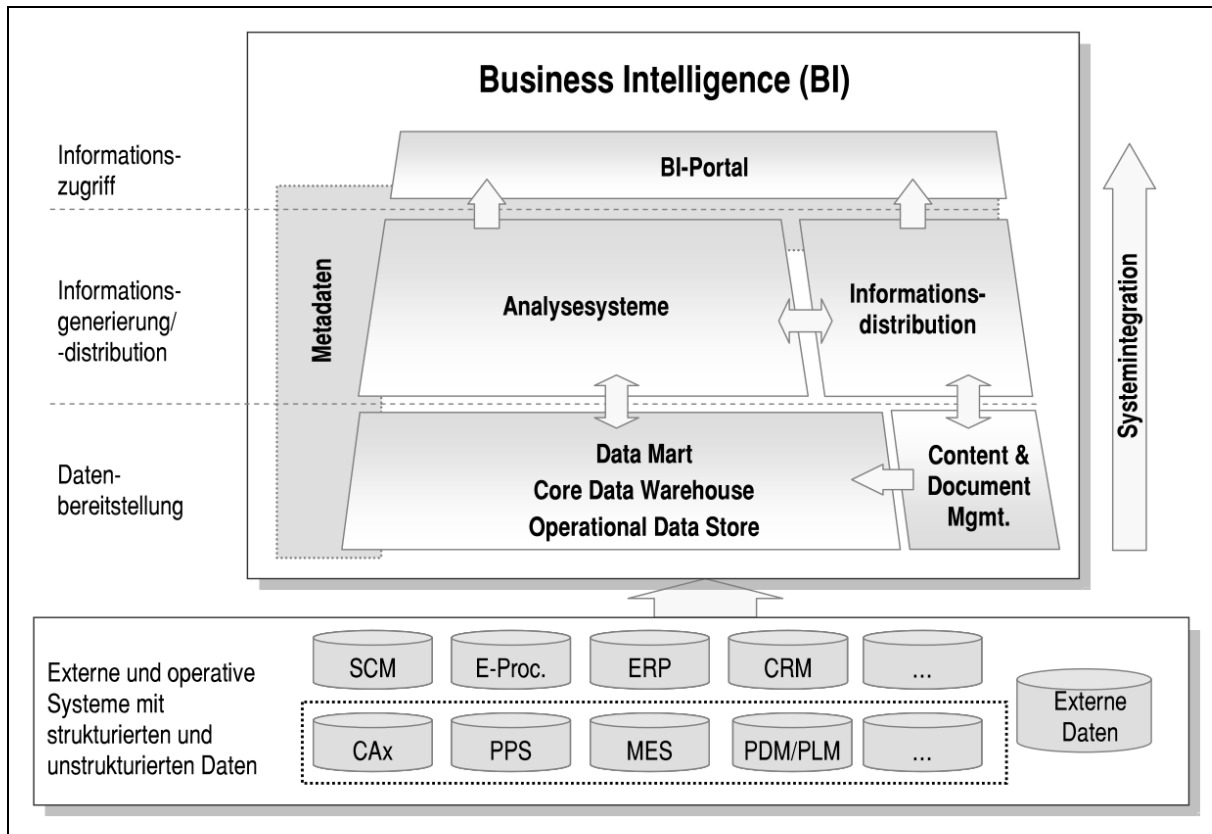 Business Intelligence (BI)
Informations-
zugriff
BI-Portal
Informations-
generierung/
-distribution
Metadaten
Analysesysteme
Informations-
distribution
Systemintegration
Daten-
bereitstellung
Data Mart
Core Data Warehouse
Operational Data Store
Content &
Document
Mgmt.
Externe und operative
Systeme mit
strukturierten und
unstrukturierten Daten
SCM
E-Proc.
ERP
CRM
...
CAx
PPS
MES
PDM/PLM
...
Externe
Daten